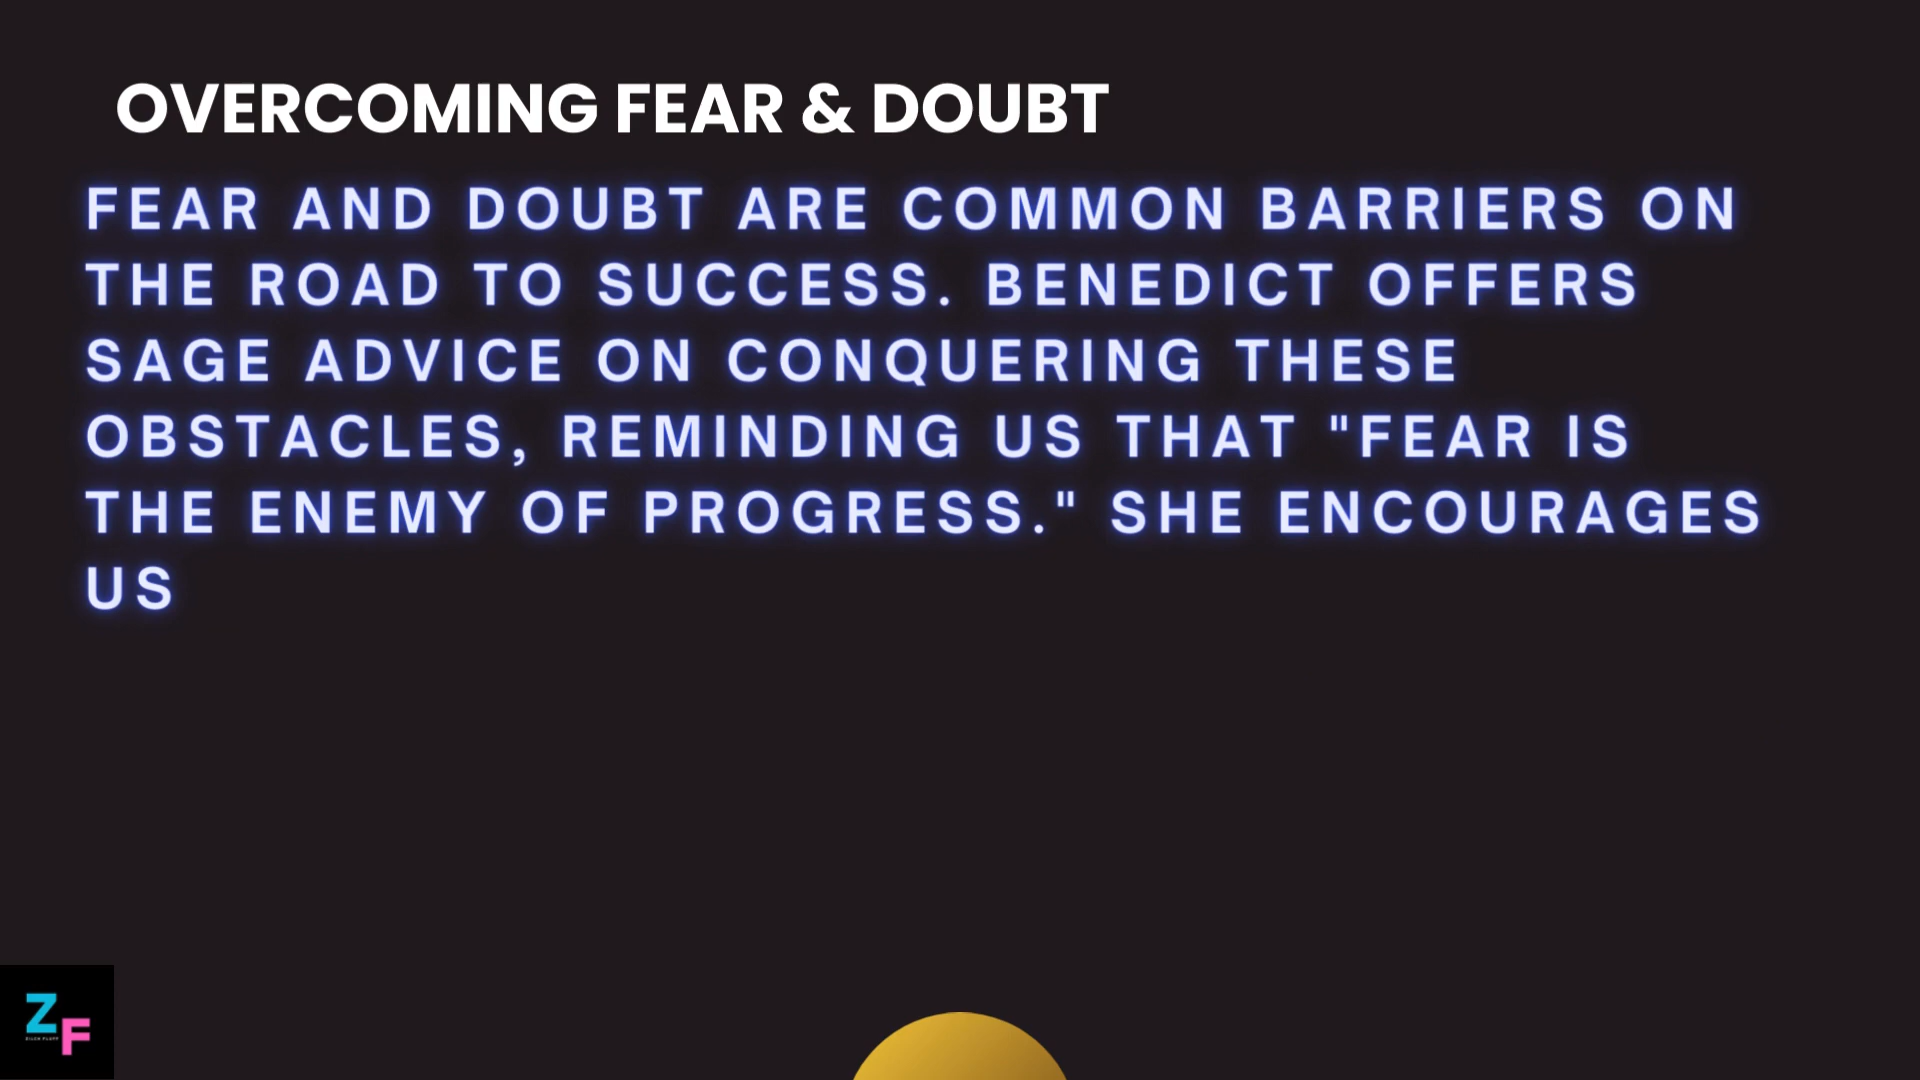 OVERCOMING FEAR & DOUBT
FEAR AND DOUBT ARE COMMON BARRIERS ON
THE ROAD TO SUCCESS. BENEDICT OFFERS
SAGE ADVICE ON CONQUERING THESE
OBSTACLES, REMINDING US THAT "FEAR IS
THE ENEMY OF PROGRESS." SHE ENCOURAGES
US
Z
F